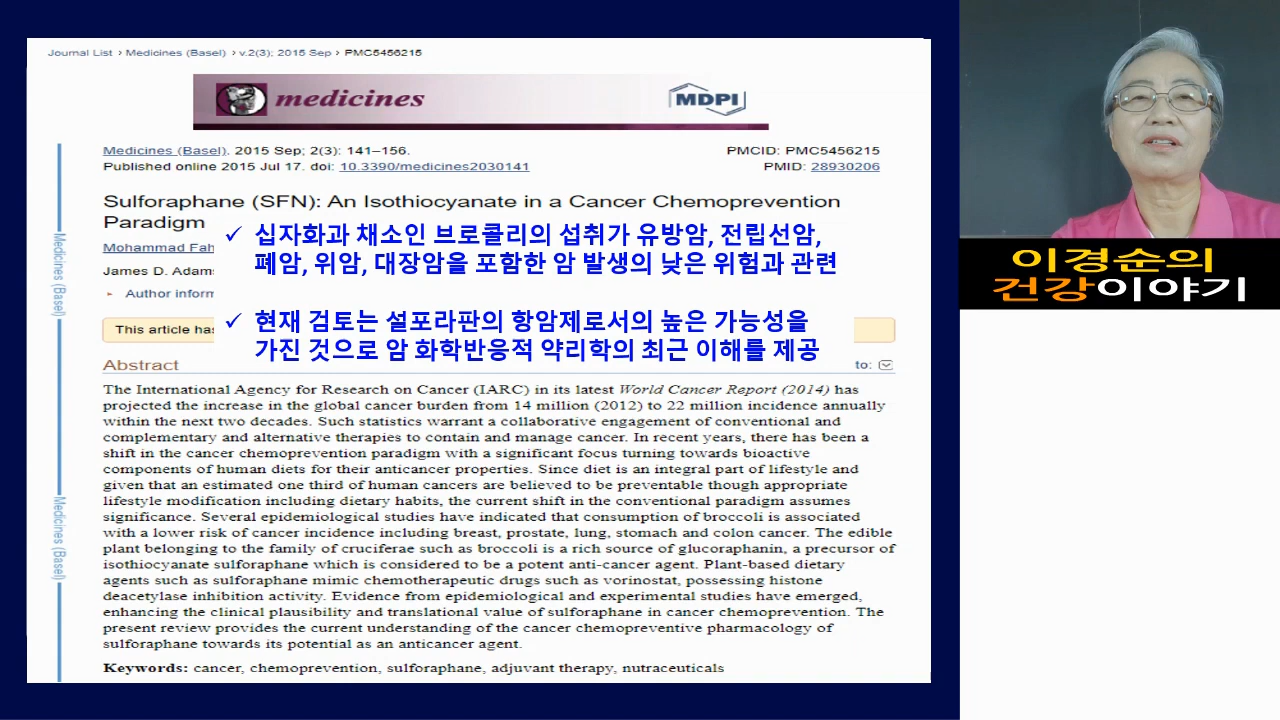 Journal List > Medicines (Basel) > v.2(3); 2015 Sep > PMC5456215
medicines
MDPI
Medicines (Basel). 2015 Sep; 2(3): 141–156.
PMCID: PMC5456215
Published online 2015 Jul 17. doi: 10.3390/medicines2030141
PMID: 28930206
Sulforaphane (SFN): An Isothiocyanate in a Cancer Chemoprevention
Paradigm
✓ 십자화과 채소인 브로콜리의 섭취가 유방암, 전립선암,
Mohammad Fah
폐암, 위암, 대장암을 포함한 암 발생의 낮은 위험과 관련
James D. Adam
▸ Author inform
✓ 현재 검토는 설포라판의 항암제로서의 높은 가능성을
This article has
가진 것으로 암 화학반응적 약리학의 최근 이해를 제공
Abstract
to:
The International Agency for Research on Cancer (IARC) in its latest World Cancer Report (2014) has
projected the increase in the global cancer burden from 14 million (2012) to 22 million incidence annually
within the next two decades. Such statistics warrant a collaborative engagement of conventional and
complementary and alternative therapies to contain and manage cancer. In recent years, there has been a
shift in the cancer chemoprevention paradigm with a significant focus turning towards bioactive
components of human diets for their anticancer properties. Since diet is an integral part of lifestyle and
given that an estimated one third of human cancers are believed to be preventable though appropriate
lifestyle modification including dietary habits, the current shift in the conventional paradigm assumes
significance. Several epidemiological studies have indicated that consumption of broccoli is associated
with a lower risk of cancer incidence including breast, prostate, lung, stomach and colon cancer. The edible
plant belonging to the family of cruciferae such as broccoli is a rich source of glucoraphanin, a precursor of
isothiocyanate sulforaphane which is considered to be a potent anti-cancer agent. Plant-based dietary
agents such as sulforaphane mimic chemotherapeutic drugs such as vorinostat, possessing histone
deacetylase inhibition activity. Evidence from epidemiological and experimental studies have emerged,
enhancing the clinical plausibility and translational value of sulforaphane in cancer chemoprevention. The
present review provides the current understanding of the cancer chemopreventive pharmacology of
sulforaphane towards its potential as an anticancer agent.
Keywords: cancer, chemoprevention, sulforaphane, adjuvant therapy, nutraceuticals
Medicines (Basel)
Medicines (Basel)
이경순의
건강이야기